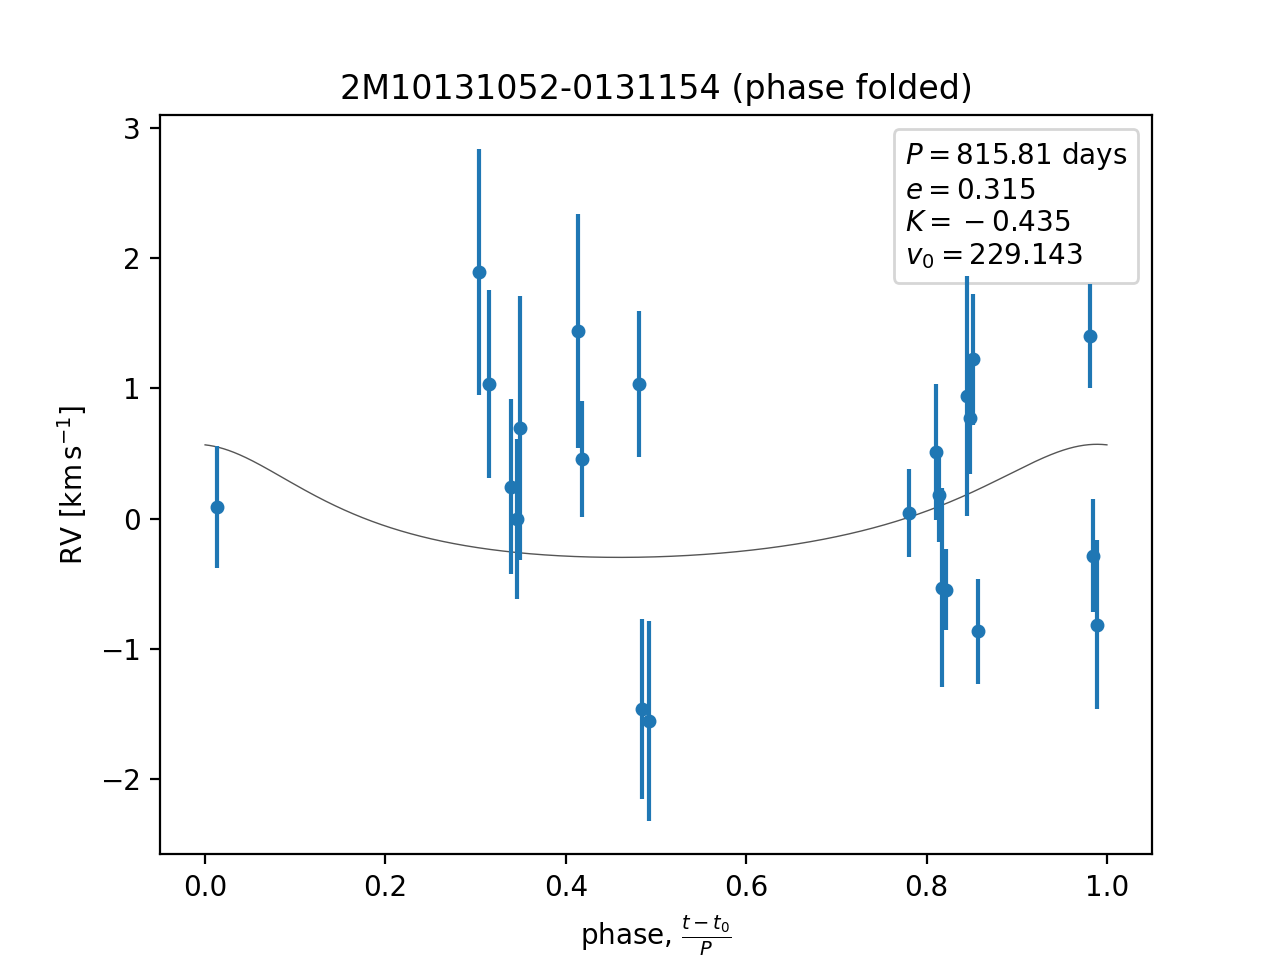 2M10131052-0131154 (phase folded)
P = 815.81 days
e = 0.315
K = −0.435
v₀ = 229.143
3
2
1
0
−1
−2
RV [km s⁻¹]
0.0 0.2 0.4 0.6 0.8 1.0
phase, (t − t₀)/P